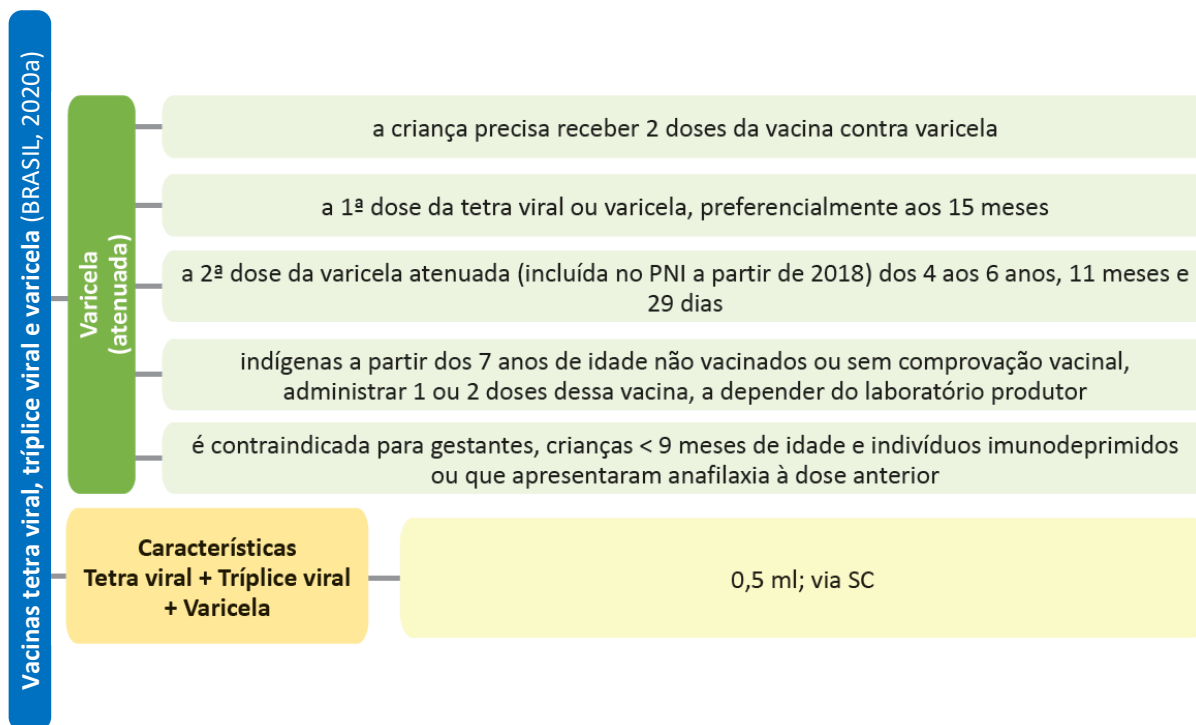 Vacinas tetra viral, tríplice viral e varicela (BRASIL, 2020a)
Varicela
(atenuada)
a criança precisa receber 2 doses da vacina contra varicela
a 1ª dose da tetra viral ou varicela, preferencialmente aos 15 meses
a 2ª dose da varicela atenuada (incluída no PNI a partir de 2018) dos 4 aos 6 anos, 11 meses e
29 dias
indígenas a partir dos 7 anos de idade não vacinados ou sem comprovação vacinal,
administrar 1 ou 2 doses dessa vacina, a depender do laboratório produtor
é contraindicada para gestantes, crianças < 9 meses de idade e indivíduos imunodeprimidos
ou que apresentaram anafilaxia à dose anterior
Características
Tetra viral + Tríplice viral
+ Varicela
0,5 ml; via SC